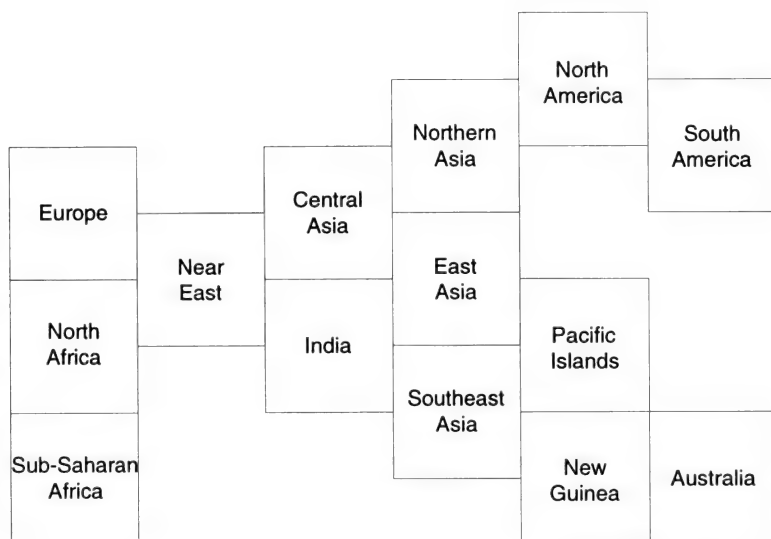 North
America
Northern
Asia
South
America
Europe
Central
Asia
Near
East
East
Asia
North
Africa
India
Pacific
Islands
Southeast
Asia
Sub-Saharan
Africa
New
Guinea
Australia